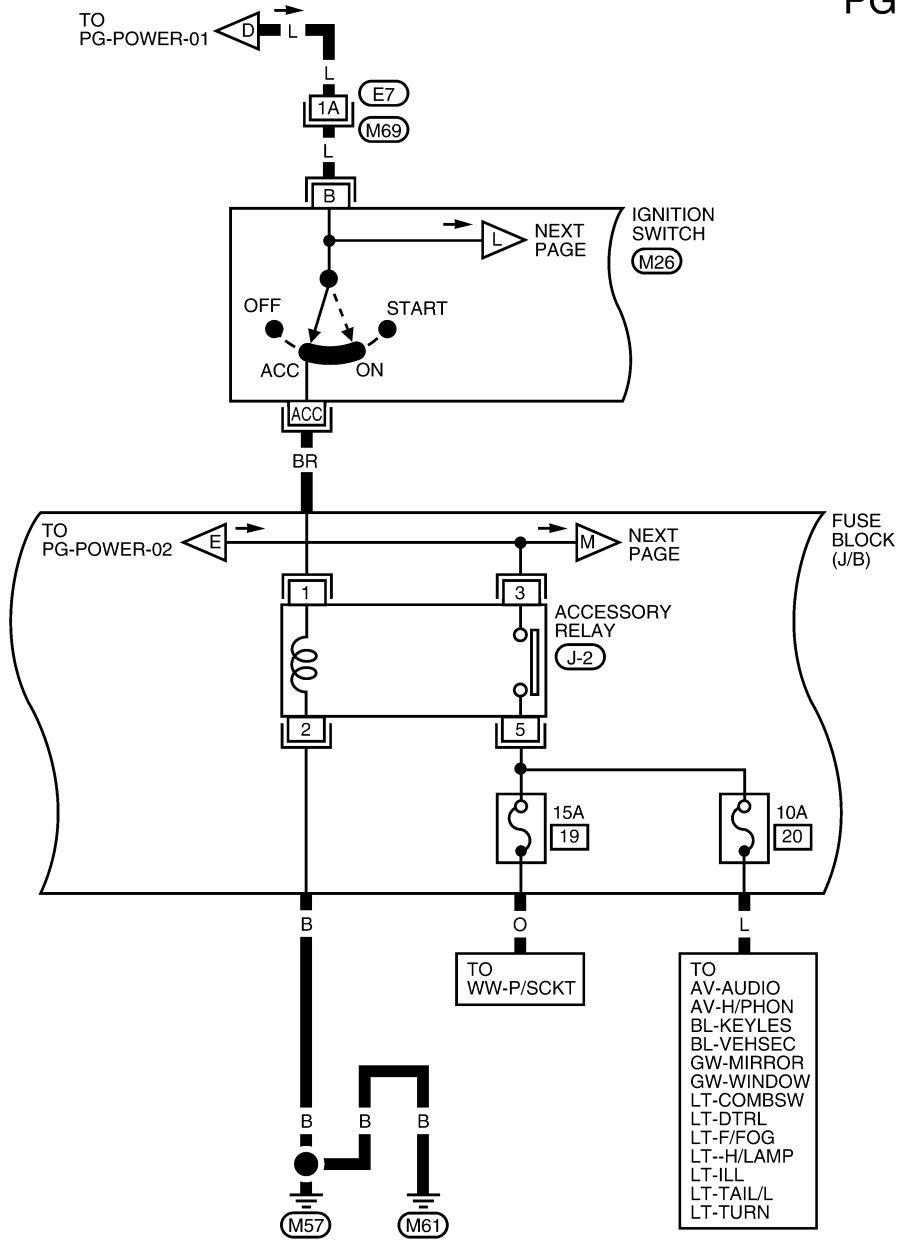 PG
TO
PG-POWER-01
D
L
L
1A
E7
M69
L
B
IGNITION
SWITCH
M26
L
NEXT
PAGE
OFF
START
ACC
ON
ACC
BR
FUSE
BLOCK
(J/B)
TO
PG-POWER-02
E
M
NEXT
PAGE
1
3
ACCESSORY
RELAY
J-2
2
5
15A
19
10A
20
B
O
L
TO
WW-P/SCKT
TO
AV-AUDIO
AV-H/PHON
BL-KEYLES
BL-VEHSEC
GW-MIRROR
GW-WINDOW
LT-COMBSW
LT-DTRL
LT-F/FOG
LT--H/LAMP
LT-ILL
LT-TAIL/L
LT-TURN
B
B
B
M57
M61